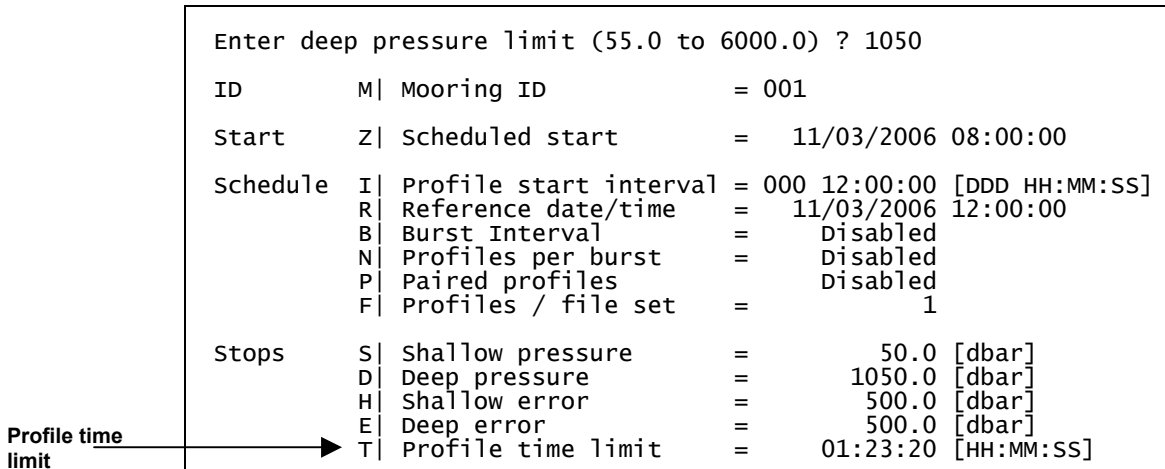 Enter deep pressure limit (55.0 to 6000.0) ? 1050
ID M| Mooring ID = 001
Start Z| Scheduled start = 11/03/2006 08:00:00
Schedule I| Profile start interval = 000 12:00:00 [DDD HH:MM:SS]
R| Reference date/time = 11/03/2006 12:00:00
B| Burst Interval = Disabled
N| Profiles per burst = Disabled
P| Paired profiles Disabled
F| Profiles / file set = 1
Stops S| Shallow pressure = 50.0 [dbar]
D| Deep pressure = 1050.0 [dbar]
H| Shallow error = 500.0 [dbar]
E| Deep error = 500.0 [dbar]
T| Profile time limit = 01:23:20 [HH:MM:SS]
Profile time
limit